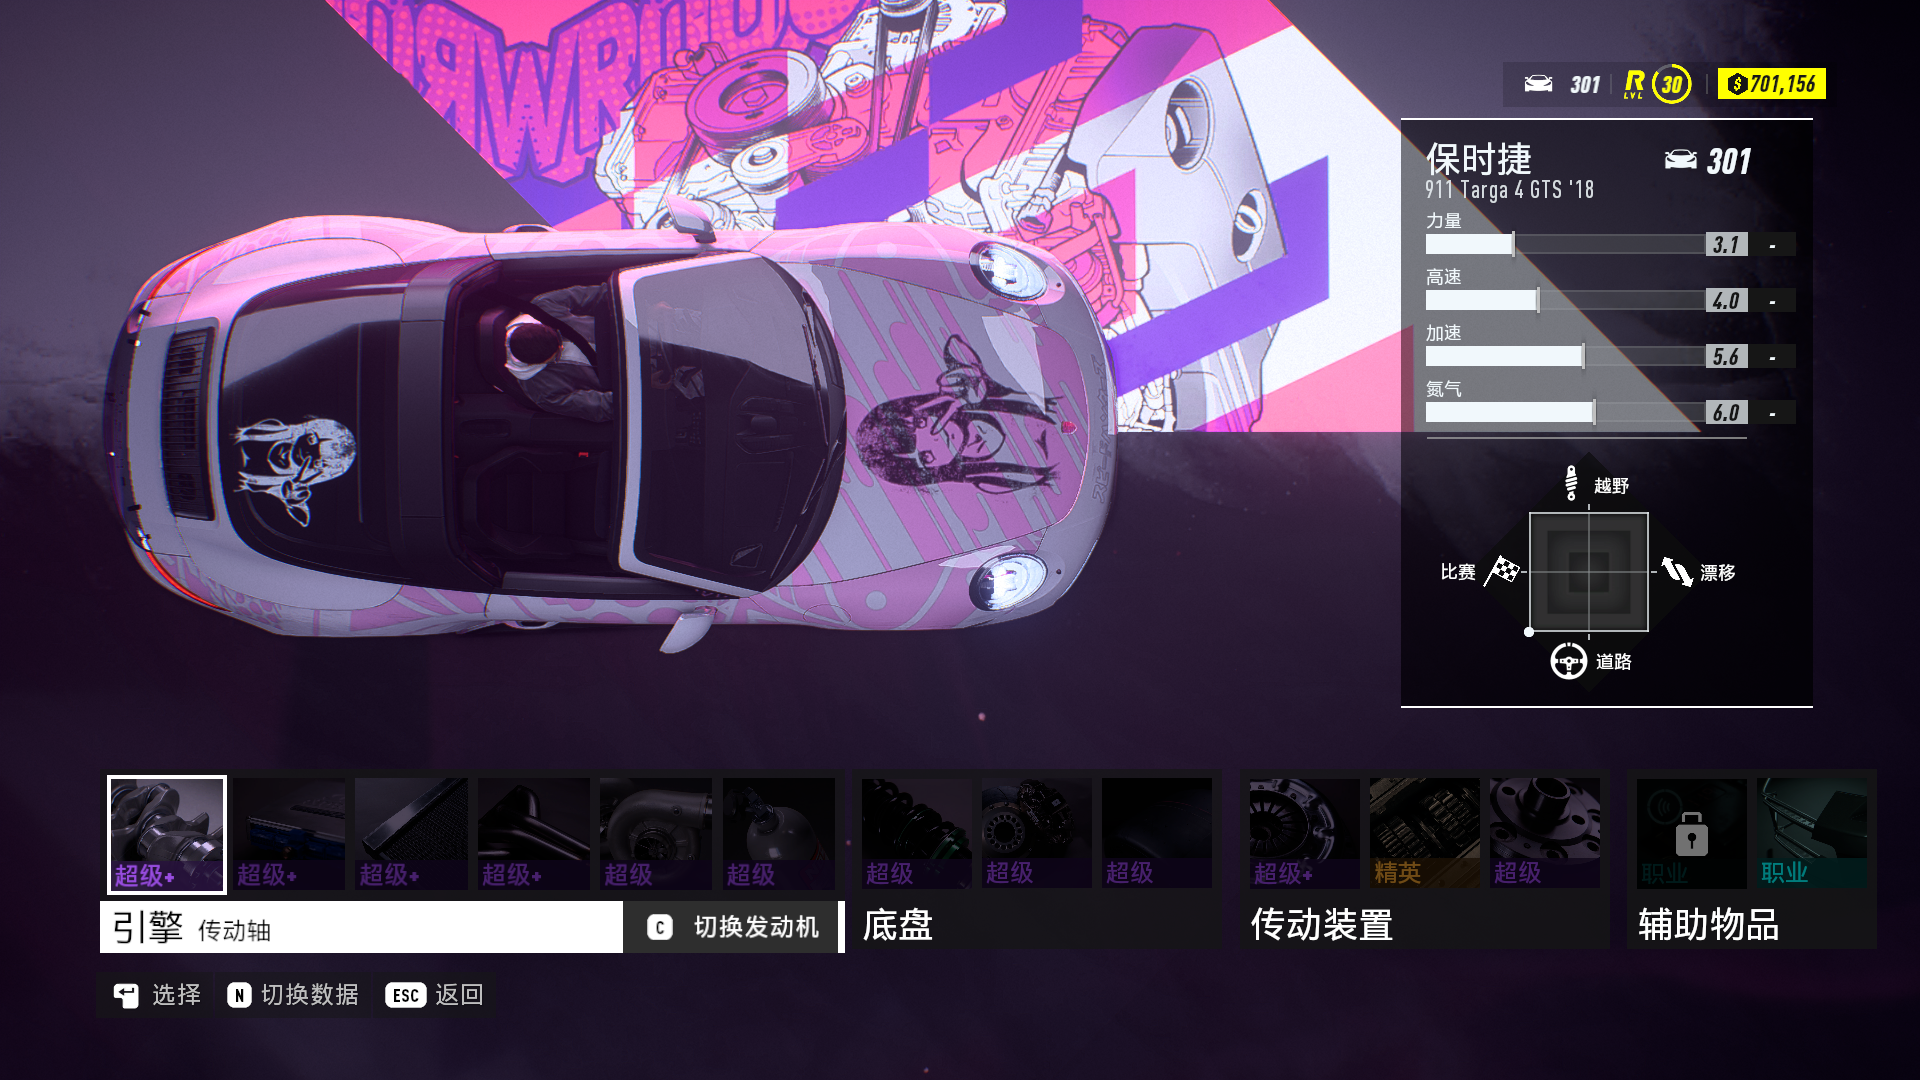 301 R LVL 30 701,156
保时捷 301
911 Targa 4 GTS '18
力量
3.1 -
高速
4.0 -
加速
5.6 -
氮气
6.0 -
越野
比赛 漂移
道路
超级+ 超级+ 超级+ 超级+ 超级 超级 超级 超级 超级 超级+ 精英 超级 职业 职业
引擎 传动轴 C 切换发动机 底盘 传动装置 辅助物品
选择 N 切换数据 ESC 返回